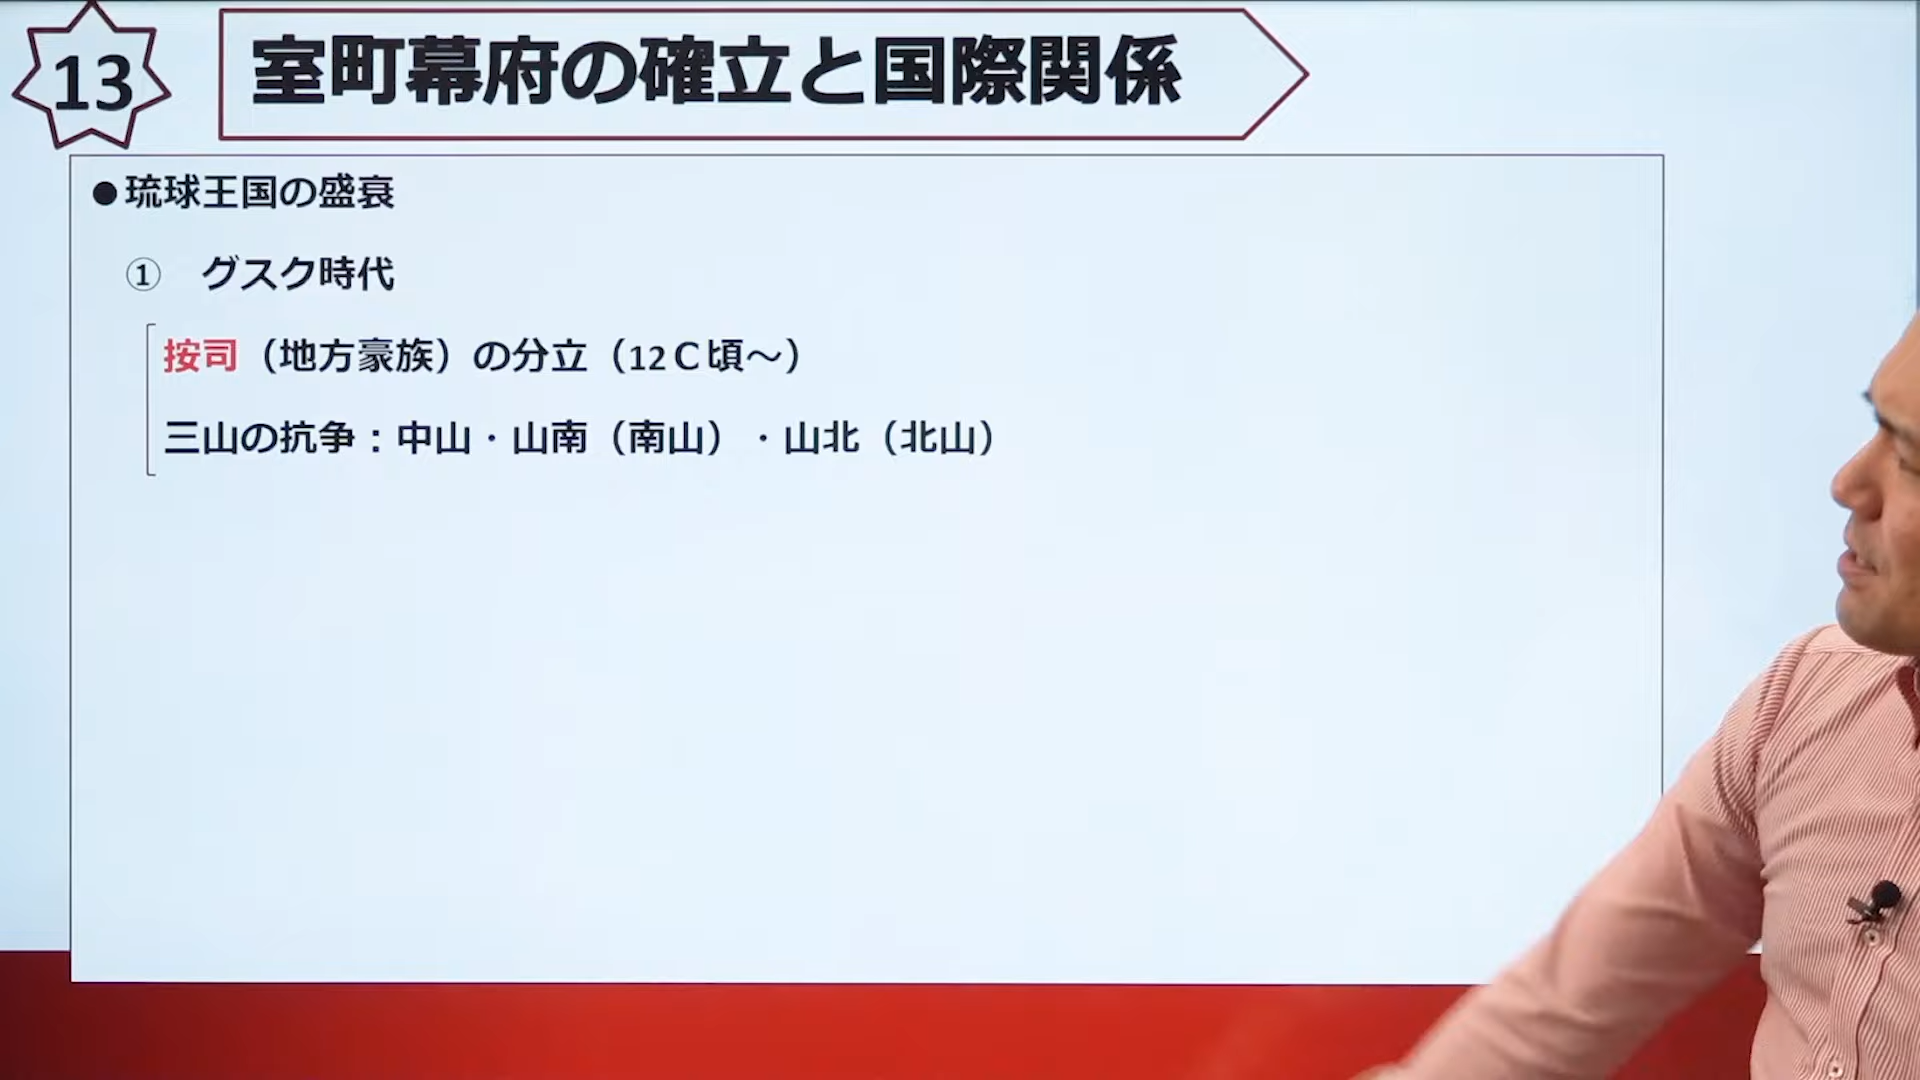 13
室町幕府の確立と国際関係
●琉球王国の盛衰
① グスク時代
按司（地方豪族）の分立（12C頃～）
三山の抗争：中山・山南（南山）・山北（北山）